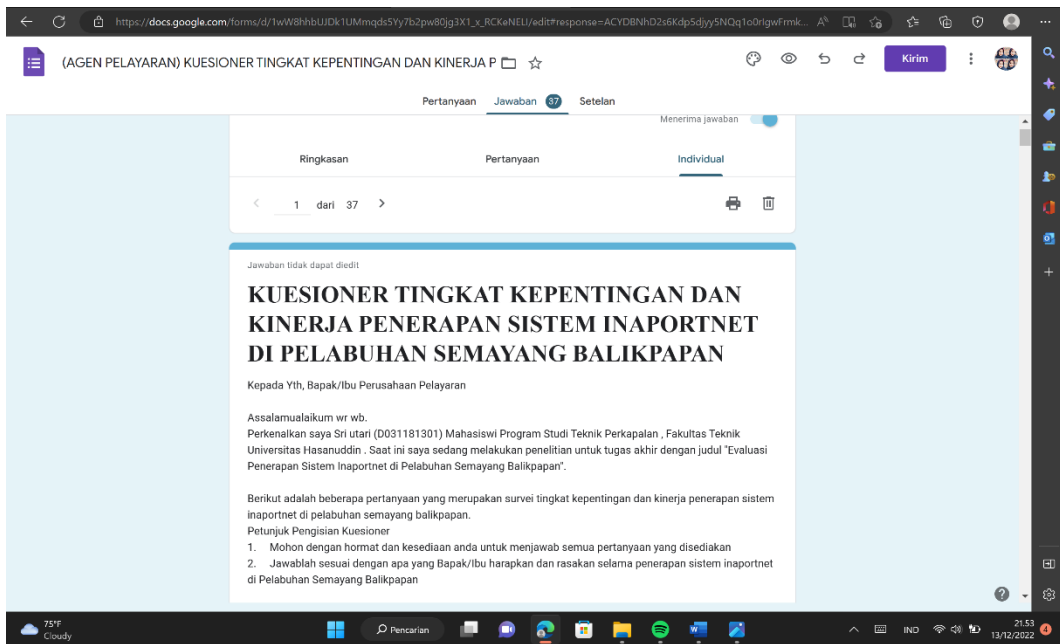 https://docs.google.com/forms/d/1wW8hhbUJDk1UMmqds5Yy7b2pw80jg3X1_x_RCKeNELI/edit#response=ACYDBNhD2s6Kdp5djyy5NQq1o0rIgwFrmk...
(AGEN PELAYARAN) KUESIONER TINGKAT KEPENTINGAN DAN KINERJA P
Kirim
Pertanyaan Jawaban 37 Setelan
Menerima jawaban
Ringkasan Pertanyaan Individual
1 dari 37
Jawaban tidak dapat diedit
KUESIONER TINGKAT KEPENTINGAN DAN
KINERJA PENERAPAN SISTEM INAPORTNET
DI PELABUHAN SEMAYANG BALIKPAPAN
Kepada Yth, Bapak/Ibu Perusahaan Pelayaran
Assalamualaikum wr wb.
Perkenalkan saya Sri utari (D031181301) Mahasiswi Program Studi Teknik Perkapalan , Fakultas Teknik
Universitas Hasanuddin . Saat ini saya sedang melakukan penelitian untuk tugas akhir dengan judul "Evaluasi
Penerapan Sistem Inaportnet di Pelabuhan Semayang Balikpapan".
Berikut adalah beberapa pertanyaan yang merupakan survei tingkat kepentingan dan kinerja penerapan sistem
inaportnet di pelabuhan semayang balikpapan.
Petunjuk Pengisian Kuesioner
1. Mohon dengan hormat dan kesediaan anda untuk menjawab semua pertanyaan yang disediakan
2. Jawablah sesuai dengan apa yang Bapak/Ibu harapkan dan rasakan selama penerapan sistem inaportnet
di Pelabuhan Semayang Balikpapan
75°F
Cloudy
Pencarian
IND
21.53
13/12/2022
4